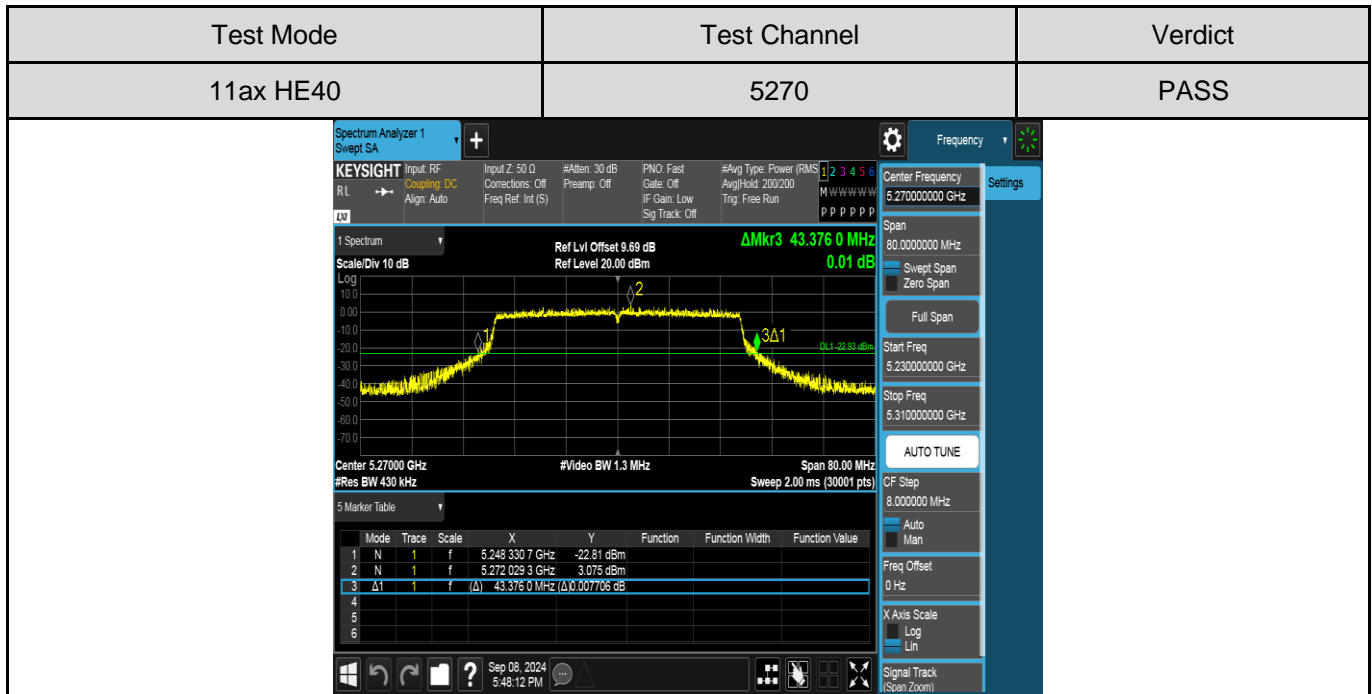 Test Mode Test Channel Verdict
11ax HE40 5270 PASS
Spectrum Analyzer 1
Swept SA
+
Frequency
KEYSIGHT Input: RF Input Z: 50 Ω #Atten: 30 dB PNO: Fast #Avg Type: Power (RMS 1 2 3 4 5 6
RL Coupling: DC Corrections: Off Preamp: Off Gate: Off Avg|Hold: 200/200 M W W W W W
Align: Auto Freq Ref: Int (S) IF Gain: Low Trig: Free Run
LXI Sig Track: Off P P P P P P
1 Spectrum
Ref Lvl Offset 9.69 dB ΔMkr3 43.376 0 MHz
Scale/Div 10 dB Ref Level 20.00 dBm 0.01 dB
Log
10.0
0.00
-10.0
-20.0
-30.0
-40.0
-50.0
-60.0
-70.0
2
1
3Δ1
DL1 -22.93 dBm
Center 5.27000 GHz #Video BW 1.3 MHz Span 80.00 MHz
#Res BW 430 kHz Sweep 2.00 ms (30001 pts)
5 Marker Table
Mode Trace Scale X Y Function Function Width Function Value
1 N 1 f 5.248 330 7 GHz -22.81 dBm
2 N 1 f 5.272 029 3 GHz 3.075 dBm
3 Δ1 1 f (Δ) 43.376 0 MHz (Δ)0.007706 dB
4
5
6
?
Sep 08, 2024
5:48:12 PM
Center Frequency
5.270000000 GHz
Settings
Span
80.0000000 MHz
Swept Span
Zero Span
Full Span
Start Freq
5.230000000 GHz
Stop Freq
5.310000000 GHz
AUTO TUNE
CF Step
8.000000 MHz
Auto
Man
Freq Offset
0 Hz
X Axis Scale
Log
Lin
Signal Track
(Span Zoom)